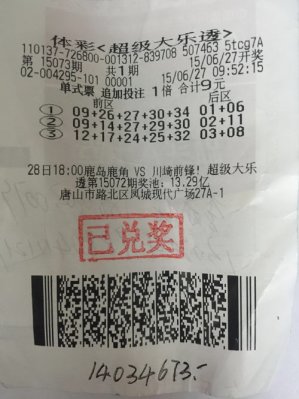 体彩<超级大乐透>
110137-726800-001312-839708 507463 5tcg7A
第15073期 共1期 15/06/27开奖
02-004295-101 00001 15/06/27 09:52:15
单式票 追加投注 1倍 合计9元
前区 后区
① 09+26+27+30+34 01+06
② 09+14+27+29+30 02+11
③ 12+17+24+25+32 03+08
28日18:00鹿岛鹿角 VS 川崎前锋! 超级大乐
透第15072期奖池: 13.29亿
唐山市路北区凤城现代广场27A-1
已兑奖
14034673.-